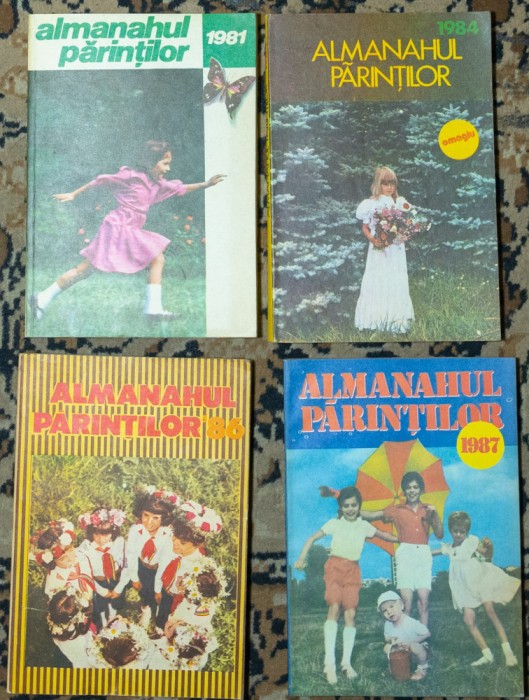 almanahul
părinților
1981
1984
ALMANAHUL
PĂRINȚILOR
omagiu
ALMANAHUL
PĂRINȚILOR '86
ALMANAHUL
PĂRINȚILOR
1987